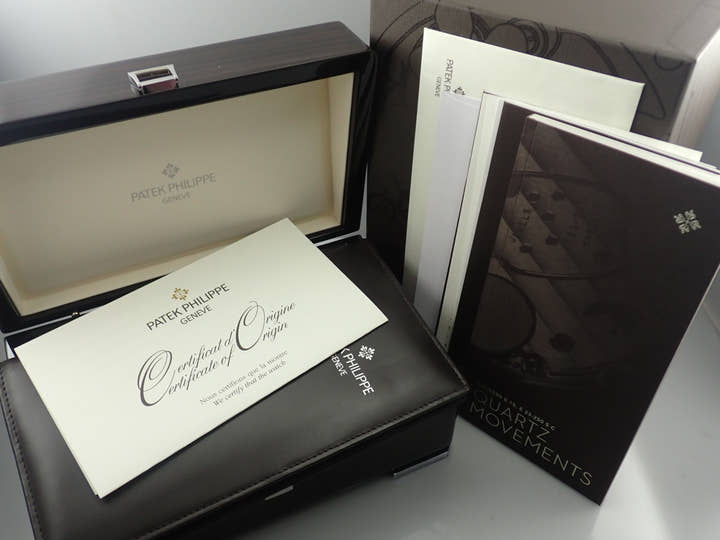 PATEK PHILIPPE
GENEVE
PATEK PHILIPPE
GENEVE
Certificat d'Origine
Certificate of Origin
Nous certifions que la montre
We certify that the watch
PATEK PHILIPPE
GENEVE
PATEK PHILIPPE
GENEVE
QUARTZ
MOVEMENTS